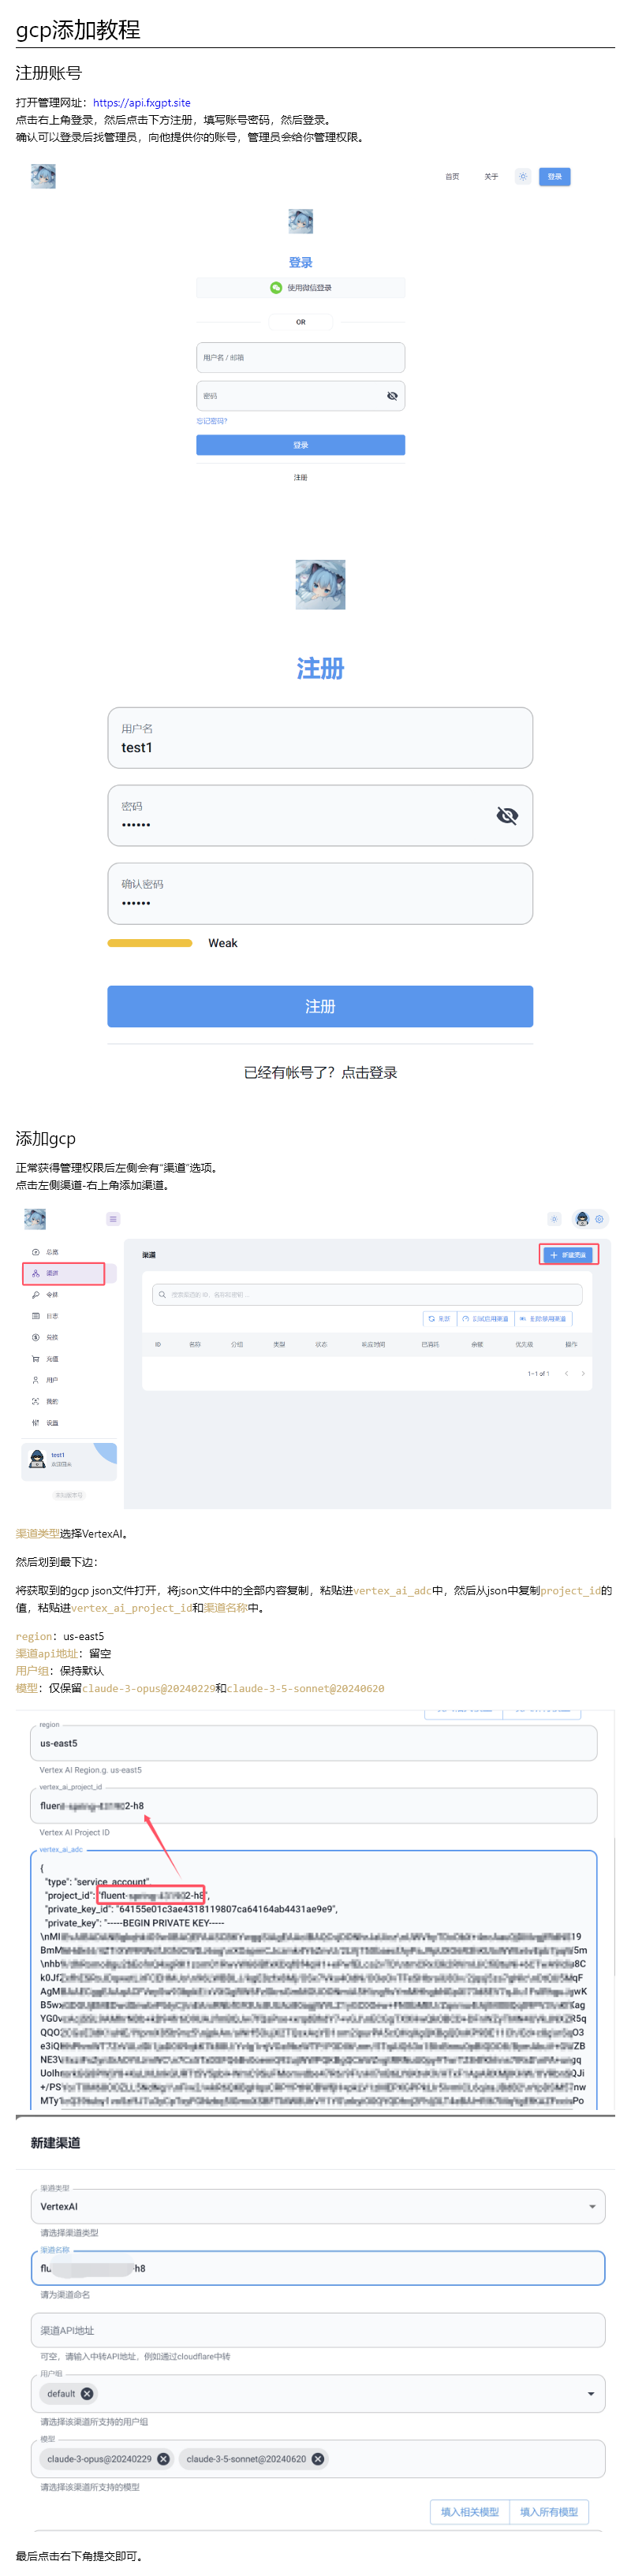 gcp添加教程
注册账号
打开管理网址：https://api.fxgpt.site
点击右上角登录，然后点击下方注册，填写账号密码，然后登录。
确认可以登录后找管理员，向他提供你的账号，管理员会给你管理权限。
首页
关于
登录
登录
使用微信登录
OR
用户名 / 邮箱
密码
忘记密码?
登录
注册
注册
用户名
test1
密码
••••••
确认密码
••••••
Weak
注册
已经有帐号了？点击登录
添加gcp
正常获得管理权限后左侧会有“渠道”选项。
点击左侧渠道-右上角添加渠道。
总览
渠道
令牌
日志
兑换
充值
用户
我的
设置
test1
渠道
新建渠道
ID
名称
分组
类型
状态
响应时间
已消耗
余额
优先级
操作
1–1 of 1
渠道类型选择VertexAI。
然后划到最下边：
将获取到的gcp json文件打开，将json文件中的全部内容复制，粘贴进vertex_ai_adc中，然后从json中复制project_id的
值，粘贴进vertex_ai_project_id和渠道名称中。
region：us-east5
渠道api地址：留空
用户组：保持默认
模型：仅保留claude-3-opus@20240229和claude-3-5-sonnet@20240620
region
us-east5
Vertex AI Region.g. us-east5
vertex_ai_project_id
fluen 2-h8
Vertex AI Project ID
vertex_ai_adc
{
"type": "service_account",
"project_id": "fluent- 2-h8",
"private_key_id": "64155e01c3ae4318119807ca64164ab4431ae9e9",
"private_key": "-----BEGIN PRIVATE KEY-----
新建渠道
渠道类型
VertexAI
请选择渠道类型
渠道名称
flu h8
请为渠道命名
渠道API地址
可空，请输入中转API地址，例如通过cloudflare中转
用户组
default
请选择该渠道所支持的用户组
模型
claude-3-opus@20240229 claude-3-5-sonnet@20240620
请选择该渠道所支持的模型
填入相关模型 填入所有模型
最后点击右下角提交即可。